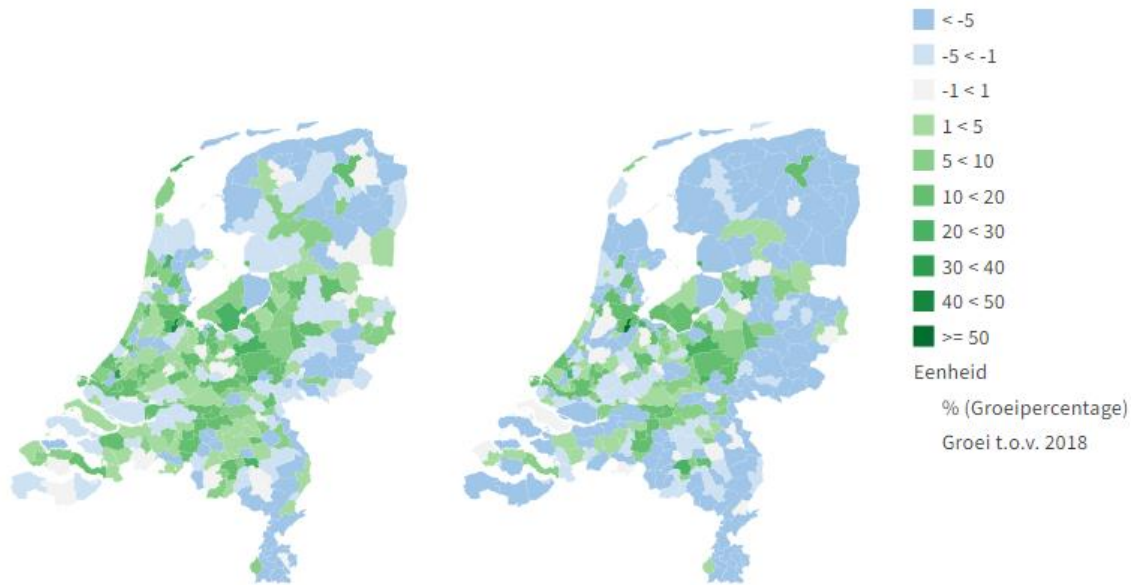 < -5
-5 < -1
-1 < 1
1 < 5
5 < 10
10 < 20
20 < 30
30 < 40
40 < 50
>= 50
Eenheid
% (Groeipercentage)
Groei t.o.v. 2018